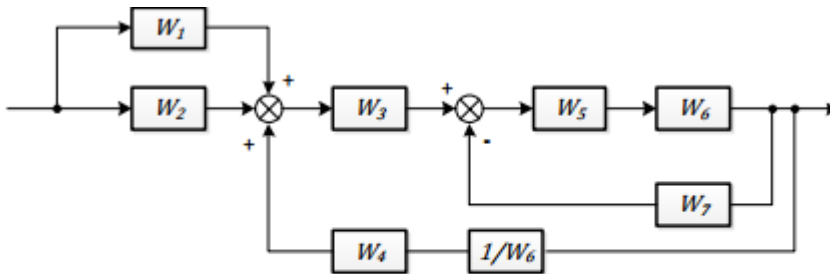 W₁
+
W₂
W₃
+
W₅
W₆
+
-
W₇
W₄
1/W₆